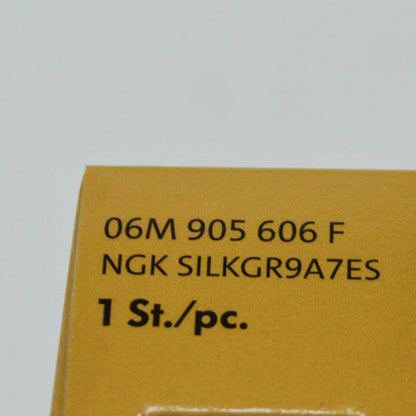 06M 905 606 F
NGK SILKGR9A7ES
1 St./pc.